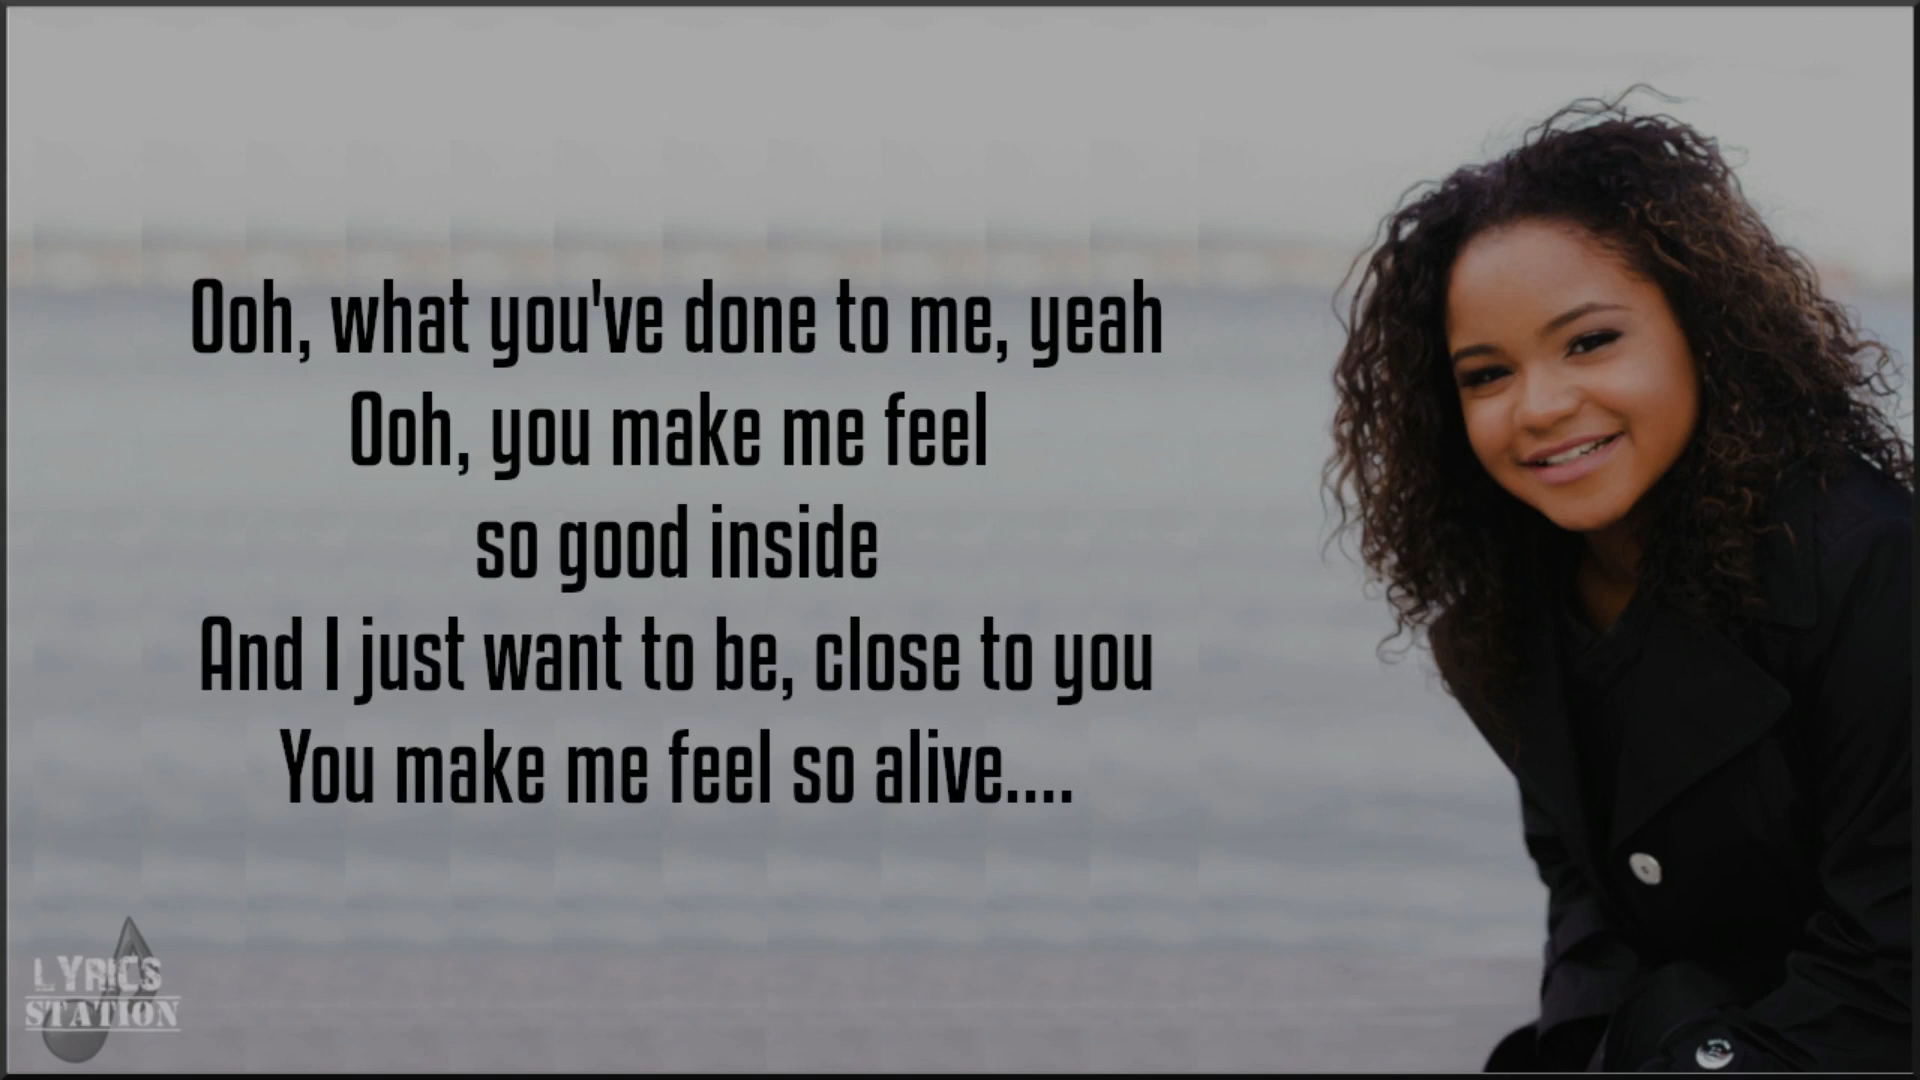 Ooh, what you've done to me, yeah
Ooh, you make me feel
so good inside
And I just want to be, close to you
You make me feel so alive....
LYRICS
STATION